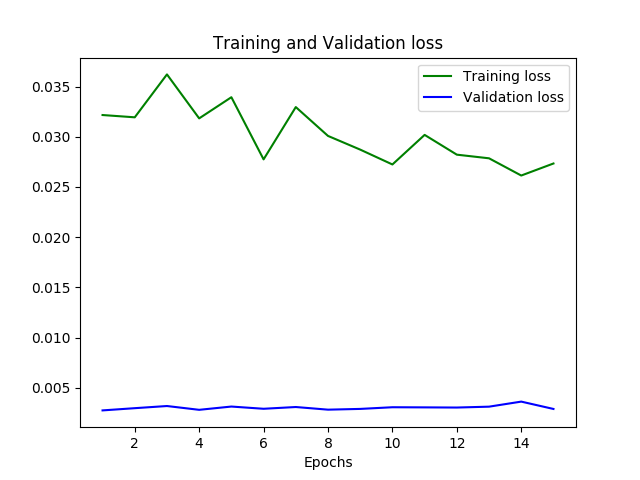 Training and Validation loss
Training loss
Validation loss
0.035
0.030
0.025
0.020
0.015
0.010
0.005
2 4 6 8 10 12 14
Epochs